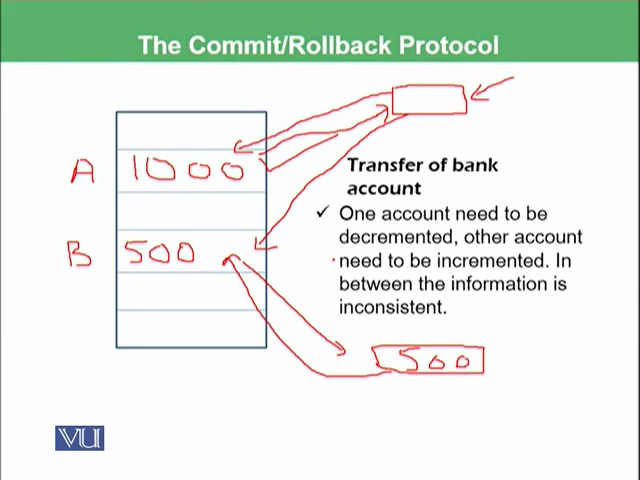 The Commit/Rollback Protocol
A 1000
Transfer of bank
account
✓ One account need to be
decremented, other account
need to be incremented. In
between the information is
inconsistent.
B 500
500
VU